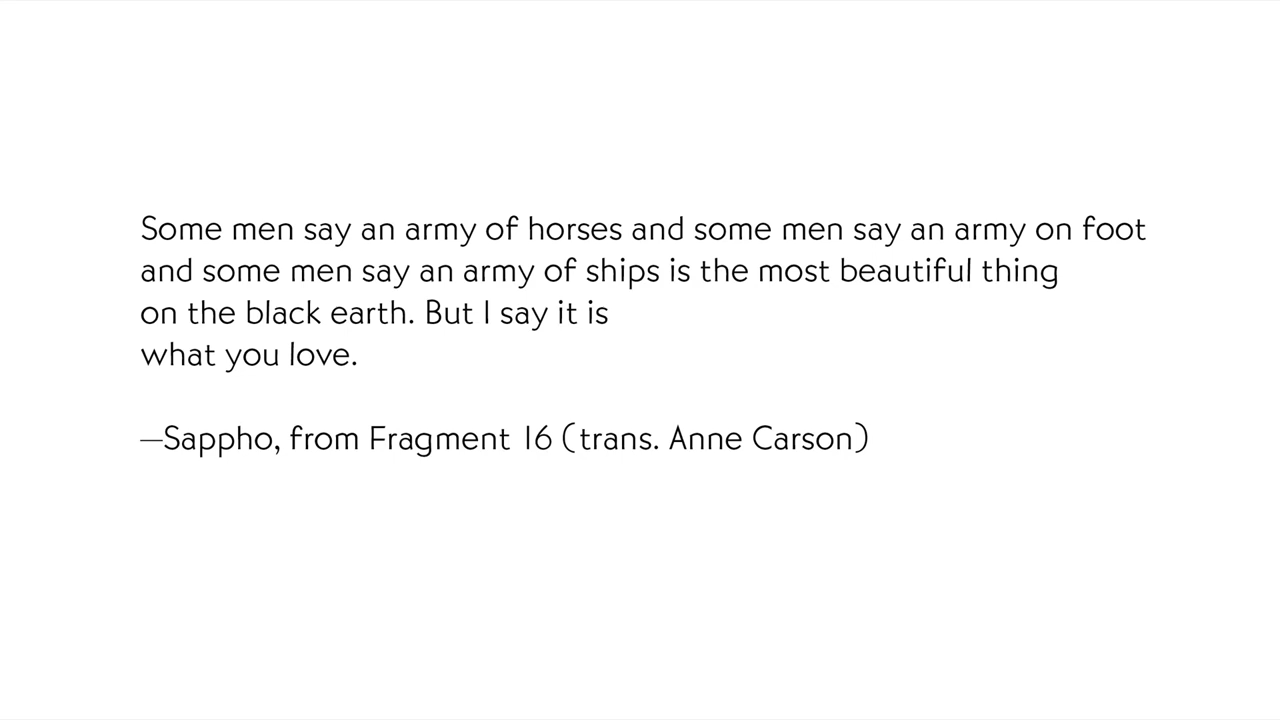 Some men say an army of horses and some men say an army on foot
and some men say an army of ships is the most beautiful thing
on the black earth. But I say it is
what you love.
—Sappho, from Fragment 16 (trans. Anne Carson)